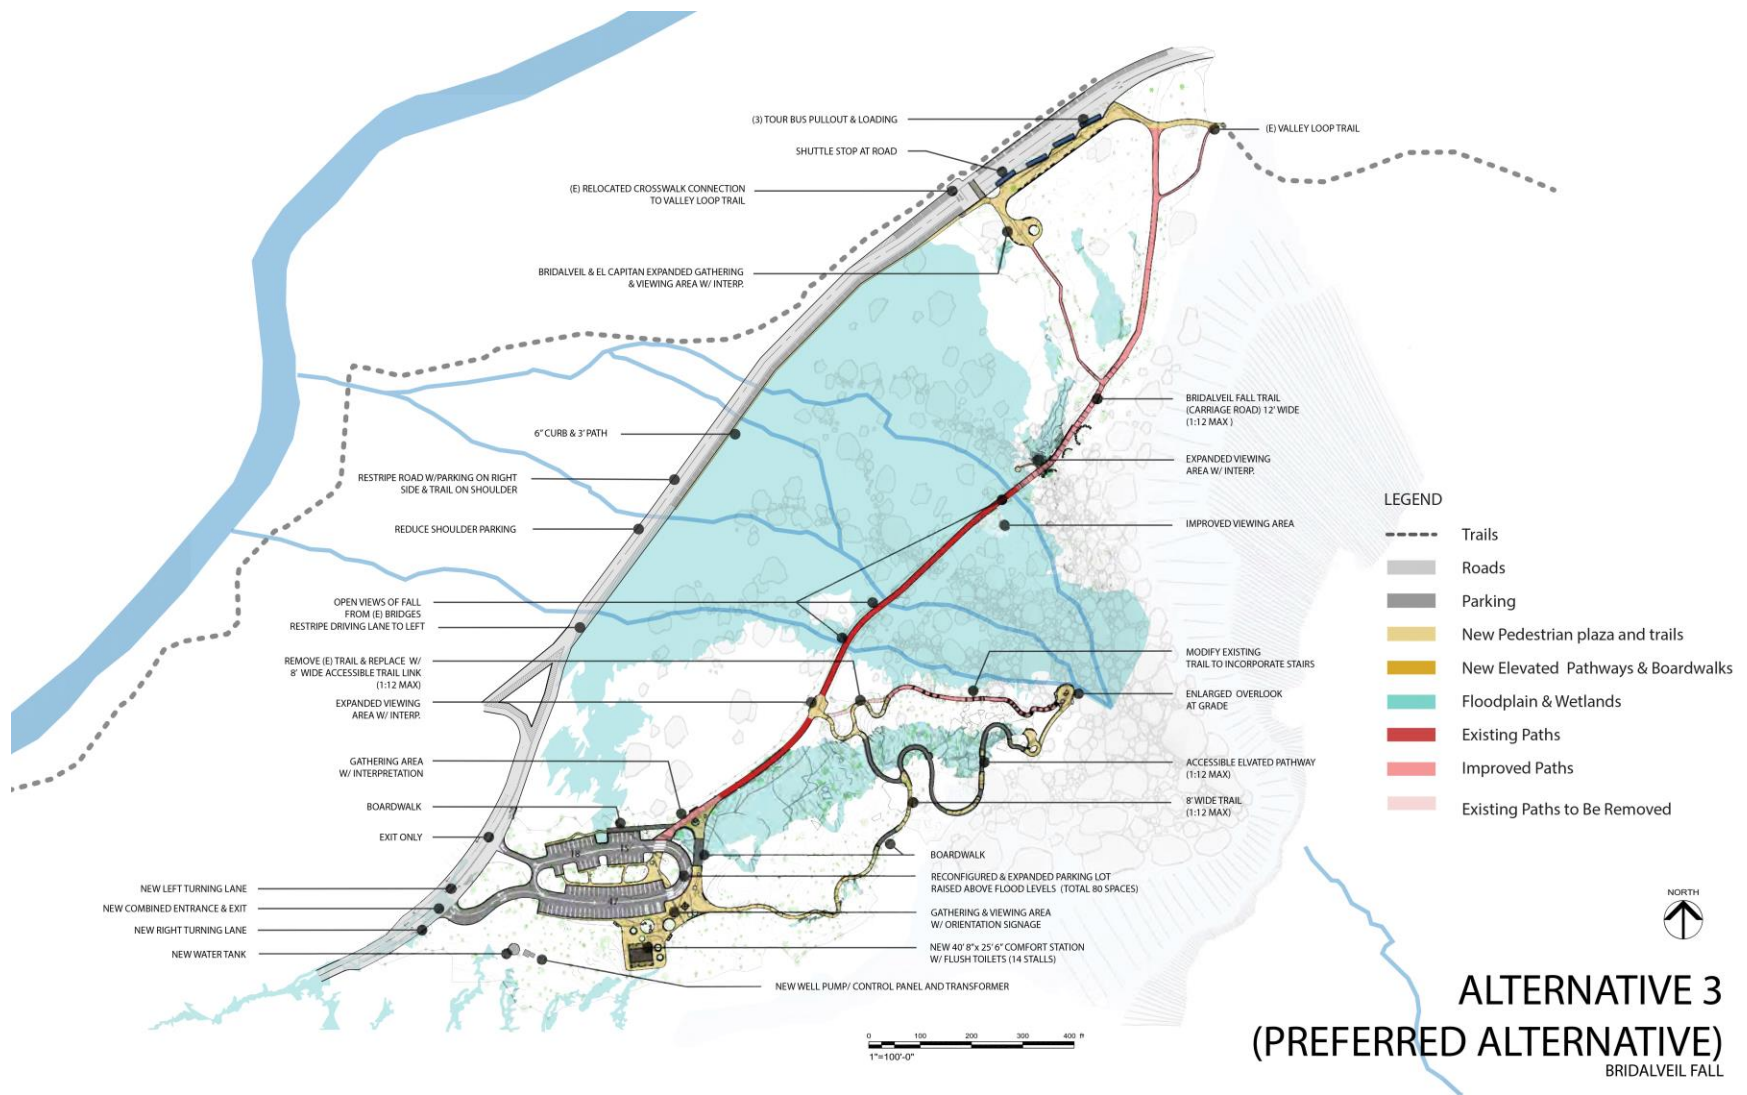 (3) TOUR BUS PULLOUT & LOADING
(E) VALLEY LOOP TRAIL
SHUTTLE STOP AT ROAD
(E) RELOCATED CROSSWALK CONNECTION
TO VALLEY LOOP TRAIL
BRIDALVEIL & EL CAPITAN EXPANDED GATHERING
& VIEWING AREA W/ INTERP.
BRIDALVEIL FALL TRAIL
(CARRIAGE ROAD) 12' WIDE
(1:12 MAX )
6" CURB & 3' PATH
EXPANDED VIEWING
AREA W/ INTERP.
RESTRIPE ROAD W/PARKING ON RIGHT
SIDE & TRAIL ON SHOULDER
REDUCE SHOULDER PARKING
IMPROVED VIEWING AREA
OPEN VIEWS OF FALL
FROM (E) BRIDGES
RESTRIPE DRIVING LANE TO LEFT
REMOVE (E) TRAIL & REPLACE W/
8' WIDE ACCESSIBLE TRAIL LINK
(1:12 MAX)
MODIFY EXISTING
TRAIL TO INCORPORATE STAIRS
EXPANDED VIEWING
AREA W/ INTERP.
ENLARGED OVERLOOK
AT GRADE
GATHERING AREA
W/ INTERPRETATION
ACCESSIBLE ELVATED PATHWAY
(1:12 MAX)
BOARDWALK
8' WIDE TRAIL
(1:12 MAX)
EXIT ONLY
BOARDWALK
RECONFIGURED & EXPANDED PARKING LOT
RAISED ABOVE FLOOD LEVELS (TOTAL 80 SPACES)
NEW LEFT TURNING LANE
NEW COMBINED ENTRANCE & EXIT
GATHERING & VIEWING AREA
W/ ORIENTATION SIGNAGE
NEW RIGHT TURNING LANE
NEW WATER TANK
NEW 40' 8"x 25' 6" COMFORT STATION
W/ FLUSH TOILETS (14 STALLS)
NEW WELL PUMP/ CONTROL PANEL AND TRANSFORMER
LEGEND
Trails
Roads
Parking
New Pedestrian plaza and trails
New Elevated Pathways & Boardwalks
Floodplain & Wetlands
Existing Paths
Improved Paths
Existing Paths to Be Removed
NORTH
0 100 200 300 400 ft
1"=100'-0"
ALTERNATIVE 3
(PREFERRED ALTERNATIVE)
BRIDALVEIL FALL